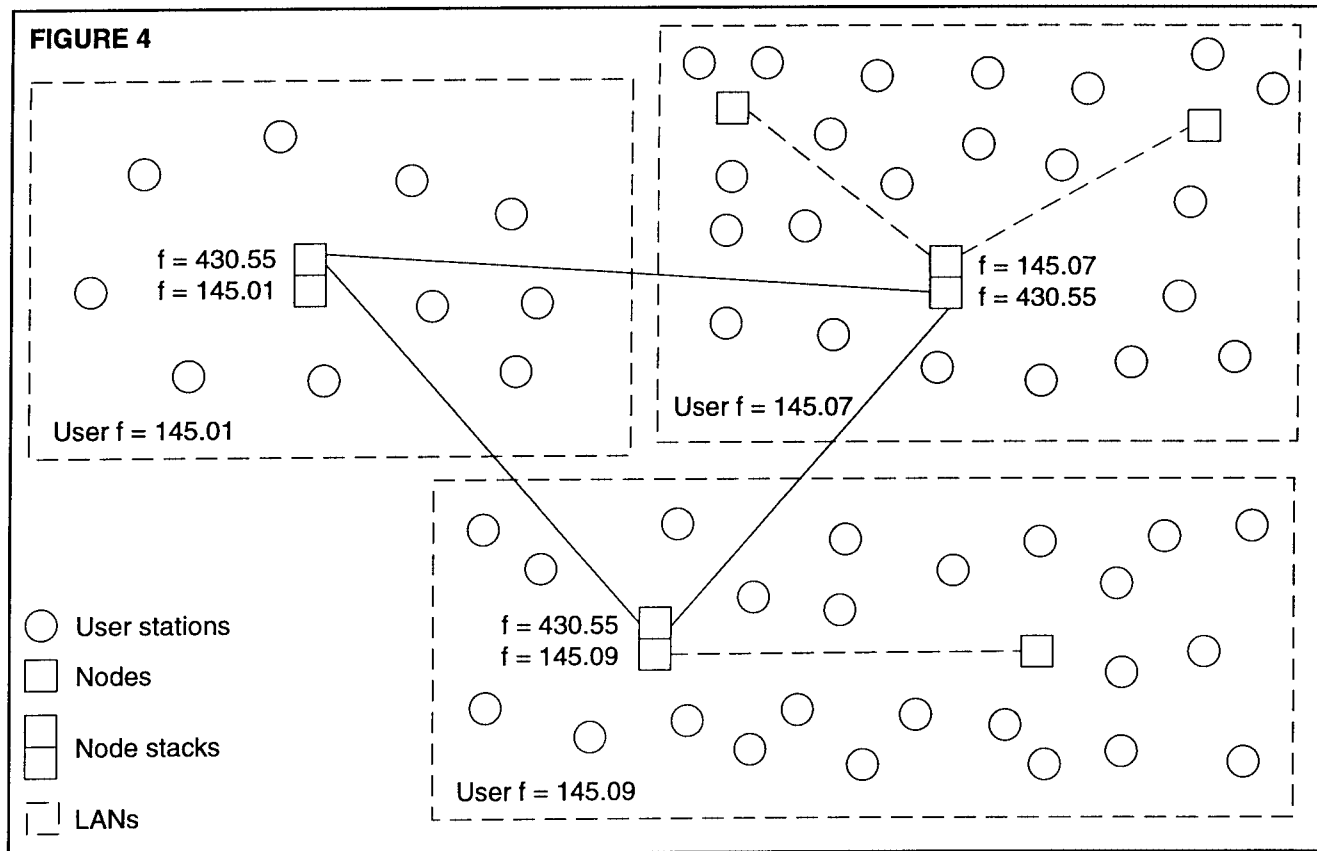 FIGURE 4
f = 430.55
f = 145.01
User f = 145.01
f = 145.07
f = 430.55
User f = 145.07
f = 430.55
f = 145.09
User f = 145.09
User stations
Nodes
Node stacks
LANs